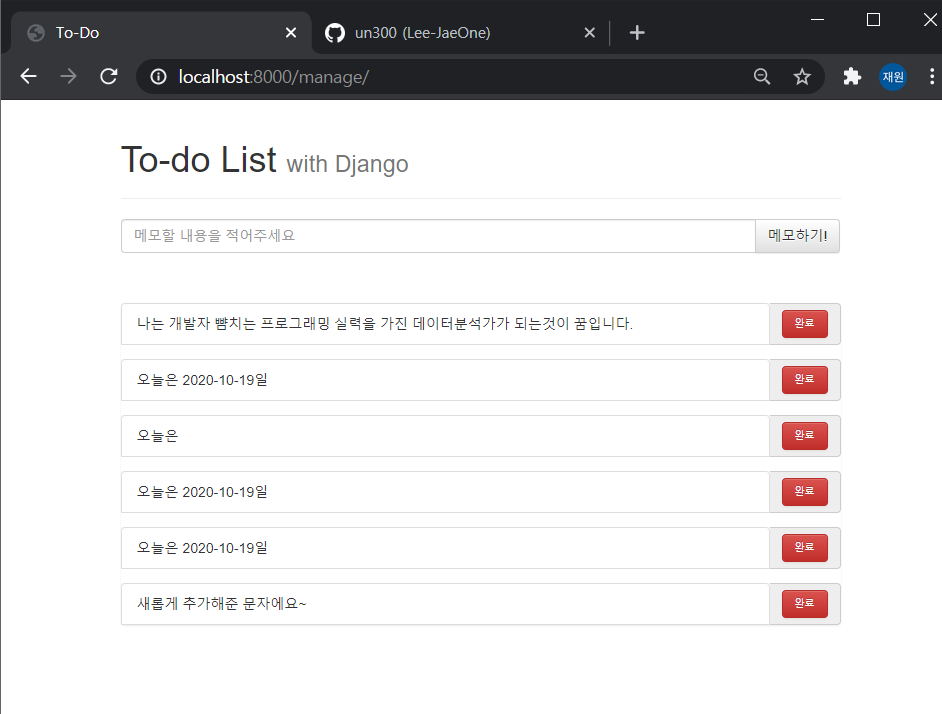 To-Do
un300 (Lee-JaeOne)
localhost:8000/manage/
재원
To-do List with Django
메모할 내용을 적어주세요
메모하기!
나는 개발자 뺨치는 프로그래밍 실력을 가진 데이터분석가가 되는것이 꿈입니다.
완료
오늘은 2020-10-19일
완료
오늘은
완료
오늘은 2020-10-19일
완료
오늘은 2020-10-19일
완료
새롭게 추가해준 문자에요~
완료